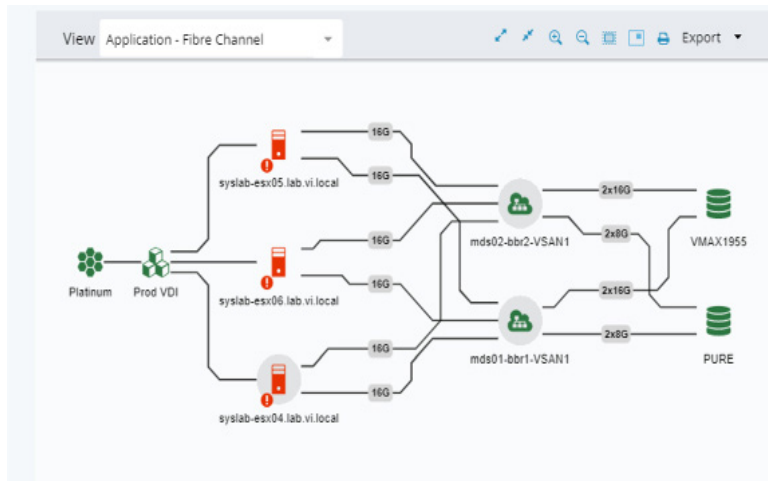 View Application - Fibre Channel Export
16G
syslab-esx05.lab.vi.local
16G
2x16G
16G
mds02-bbr2-VSAN1
2x8G
VMAX1955
Platinum
Prod VDI
syslab-esx06.lab.vi.local
16G
2x16G
16G
mds01-bbr1-VSAN1
2x8G
PURE
16G
syslab-esx04.lab.vi.local